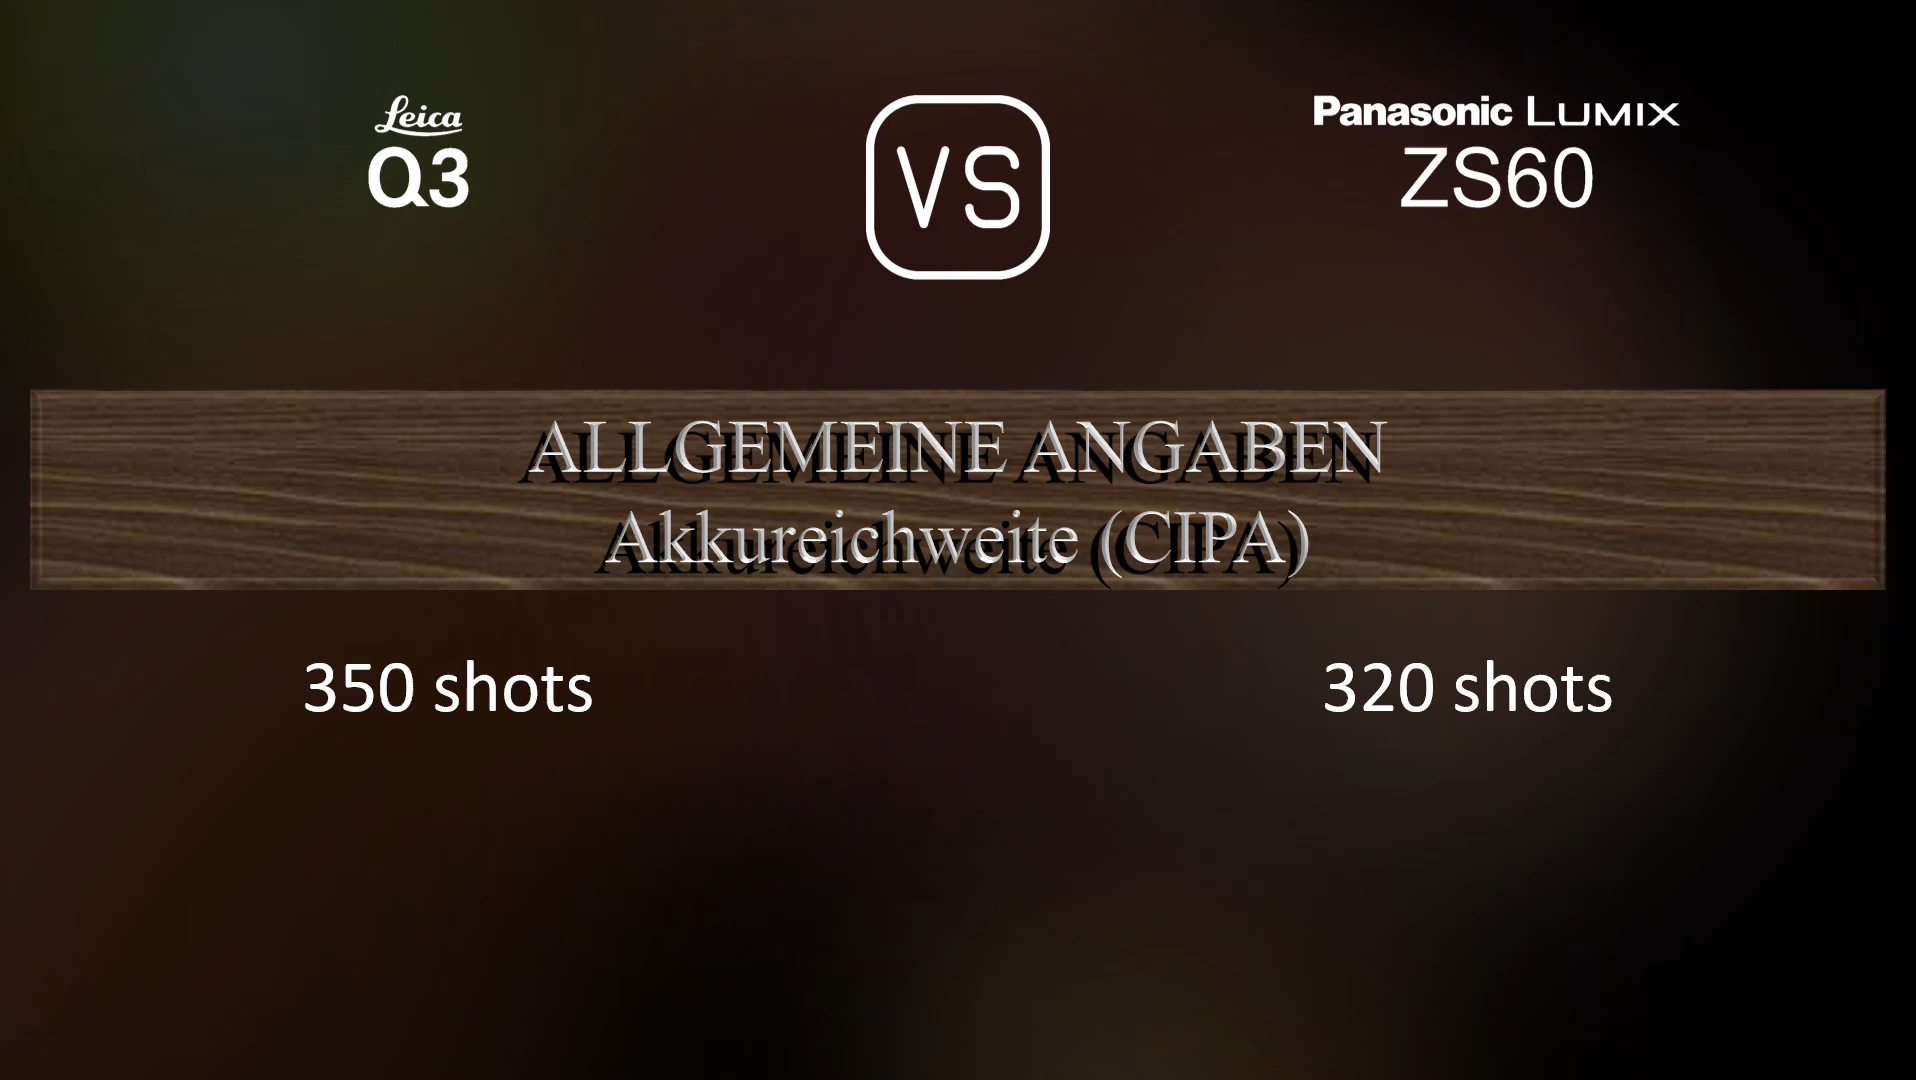 Leica
Q3
VS
Panasonic LUMIX
ZS60
ALLGEMEINE ANGABEN
Akkureichweite (CIPA)
350 shots
320 shots